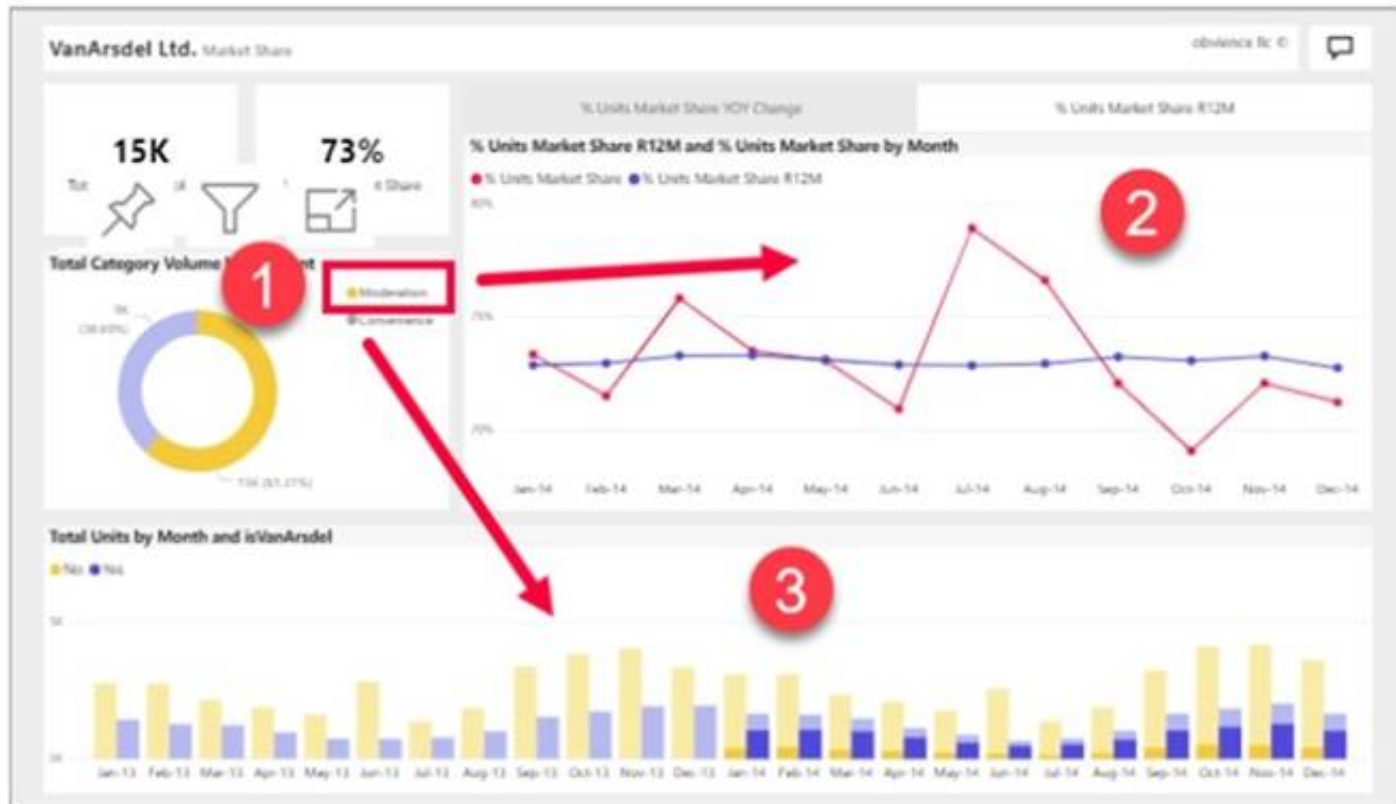 VanArsdel Ltd. Market Share
obvience llc ©
15K
73%
e Share
% Units Market Share YOY Change
% Units Market Share R12M
% Units Market Share R12M and % Units Market Share by Month
% Units Market Share
% Units Market Share R12M
80%
75%
70%
Jan-14 Feb-14 Mar-14 Apr-14 May-14 Jun-14 Jul-14 Aug-14 Sep-14 Oct-14 Nov-14 Dec-14
2
Total Category Volume
1
Moderation
Convenience
Total Units by Month and isVanArsdel
No Yes
3
5K
0K
Jan-13 Feb-13 Mar-13 Apr-13 May-13 Jun-13 Jul-13 Aug-13 Sep-13 Oct-13 Nov-13 Dec-13 Jan-14 Feb-14 Mar-14 Apr-14 May-14 Jun-14 Jul-14 Aug-14 Sep-14 Oct-14 Nov-14 Dec-14